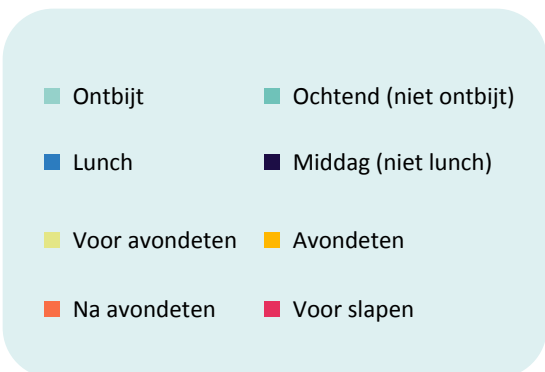 Ontbijt Ochtend (niet ontbijt)
Lunch Middag (niet lunch)
Voor avondeten Avondeten
Na avondeten Voor slapen